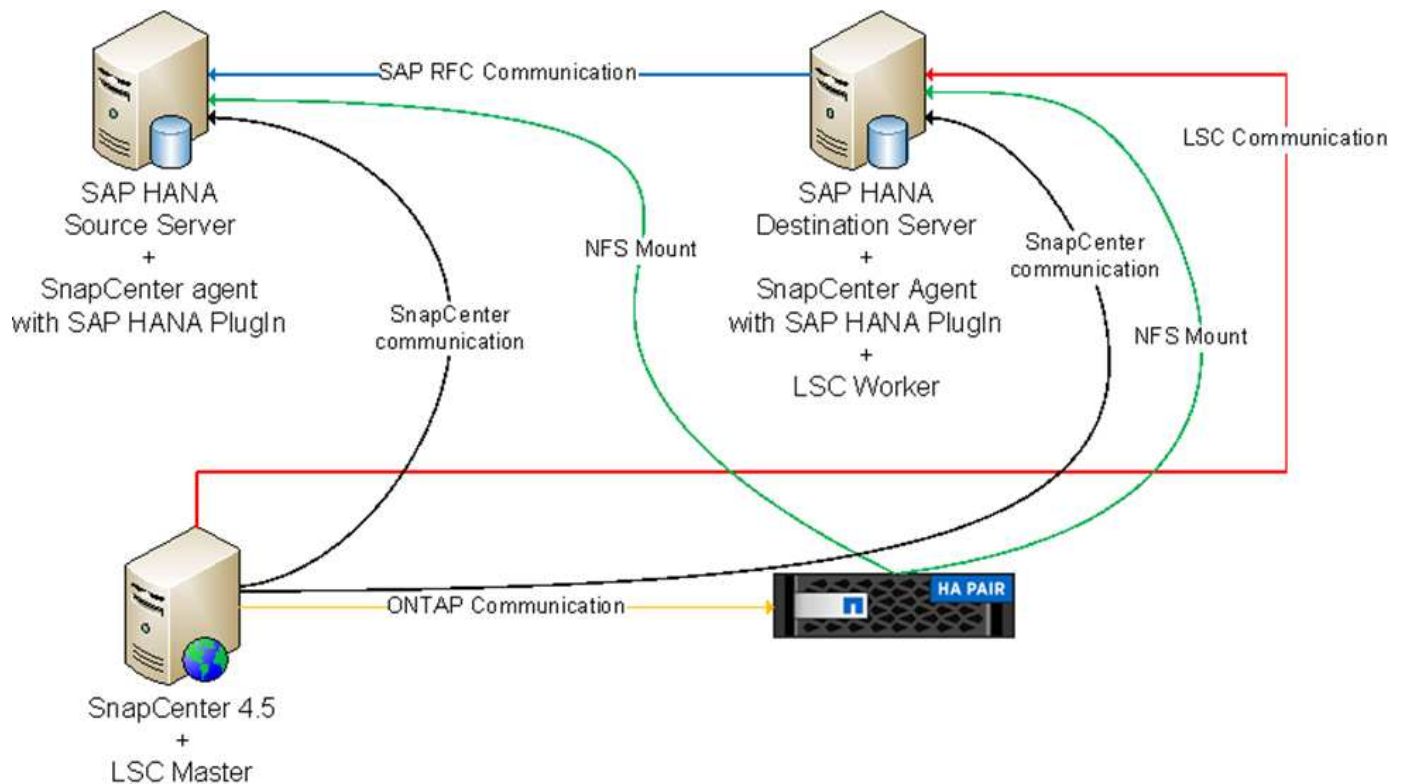 SAP RFC Communication
LSC Communication
SAP HANA
Source Server
+
SnapCenter agent
with SAP HANA PlugIn
NFS Mount
SnapCenter
communication
SAP HANA
Destination Server
+
SnapCenter Agent
with SAP HANA PlugIn
+
LSC Worker
SnapCenter
communication
NFS Mount
ONTAP Communication
HA PAIR
SnapCenter 4.5
+
LSC Master